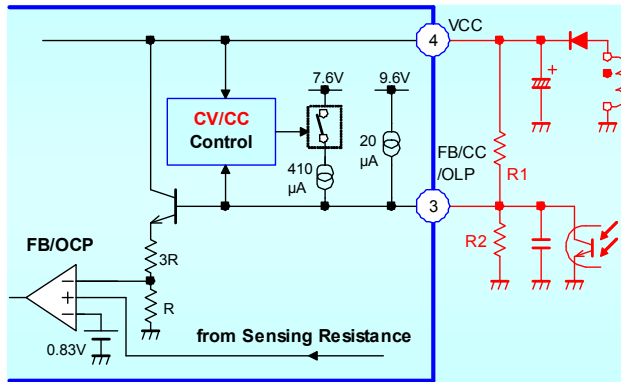 4
VCC
7.6V
9.6V
CV/CC
Control
20
µA
410
µA
FB/CC
/OLP
R1
3
FB/OCP
3R
R2
R
0.83V
from Sensing Resistance